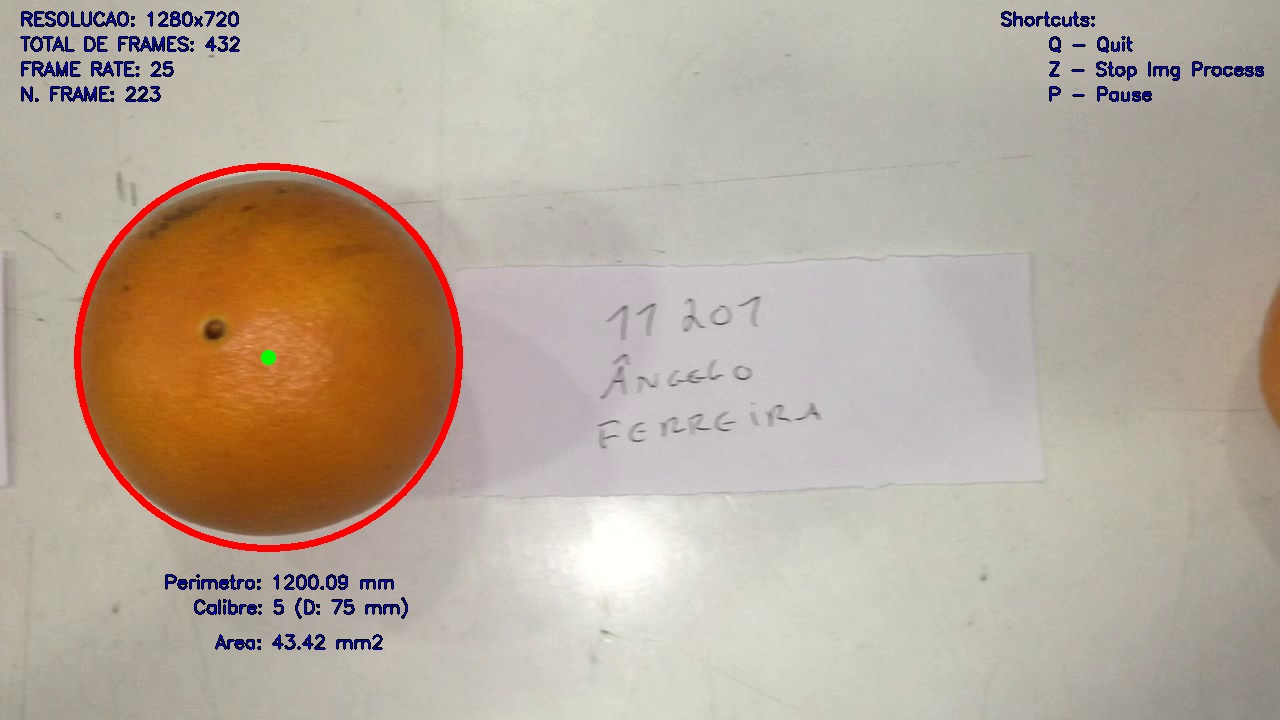 RESOLUCAO: 1280x720
TOTAL DE FRAMES: 432
FRAME RATE: 25
N. FRAME: 223
Shortcuts:
Q - Quit
Z - Stop Img Process
P - Pause
11 201
ÂNGELO
FERREIRA
Perimetro: 1200.09 mm
Calibre: 5 (D: 75 mm)
Area: 43.42 mm2